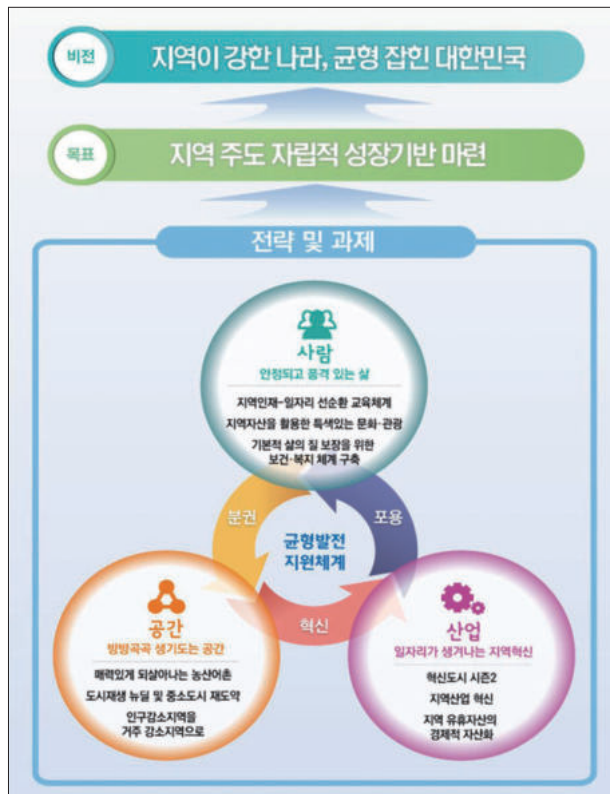 비전
지역이 강한 나라, 균형 잡힌 대한민국
목표
지역 주도 자립적 성장기반 마련
전략 및 과제
사람
안정되고 품격 있는 삶
지역인재-일자리 선순환 교육체계
지역자산을 활용한 특색있는 문화·관광
기본적 삶의 질 보장을 위한
보건·복지 체계 구축
분권
포용
균형발전
지원체계
혁신
공간
방방곡곡 생기도는 공간
매력있게 되살아나는 농산어촌
도시재생 뉴딜 및 중소도시 재도약
인구감소지역을
거주 감소지역으로
산업
일자리가 생겨나는 지역혁신
혁신도시 시즌2
지역산업 혁신
지역 유휴자산의
경제적 자산화